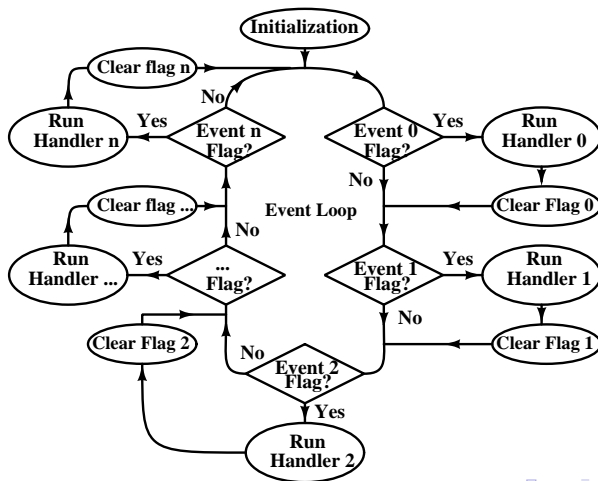 Initialization
Clear flag n
No
Yes
Run
Handler n
Event n
Flag?
Event 0
Flag?
Yes
Run
Handler 0
No
Clear Flag 0
Clear flag ...
Event Loop
No
Yes
Run
Handler ...
...
Flag?
Event 1
Flag?
Yes
Run
Handler 1
No
Clear Flag 1
Clear Flag 2
No
Event 2
Flag?
Yes
Run
Handler 2